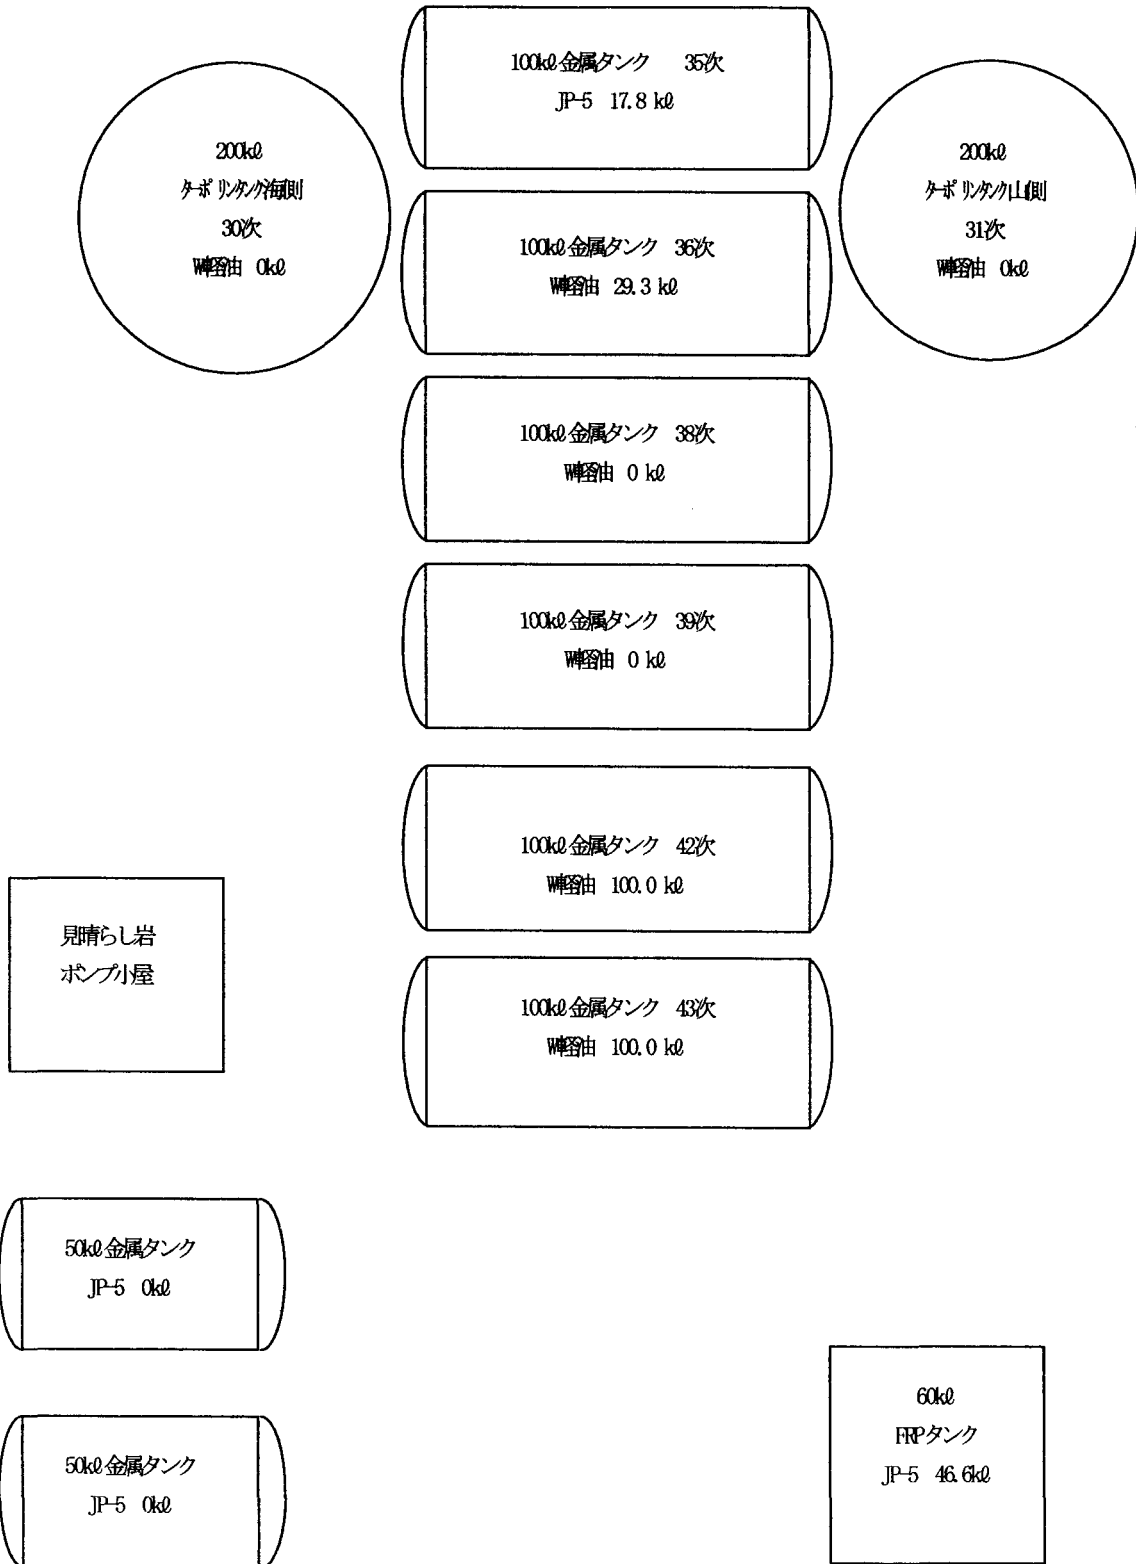 100kℓ金属タンク 35次
JP-5 17.8 kℓ
200kℓ
ターポリンタンク海側
30次
W軽油 0kℓ
200kℓ
ターポリンタンク山側
31次
W軽油 0kℓ
100kℓ金属タンク 36次
W軽油 29.3 kℓ
100kℓ金属タンク 38次
W軽油 0 kℓ
100kℓ金属タンク 39次
W軽油 0 kℓ
100kℓ金属タンク 42次
W軽油 100.0 kℓ
見晴らし岩
ポンプ小屋
100kℓ金属タンク 43次
W軽油 100.0 kℓ
50kℓ金属タンク
JP-5 0kℓ
50kℓ金属タンク
JP-5 0kℓ
60kℓ
FRPタンク
JP-5 46.6kℓ